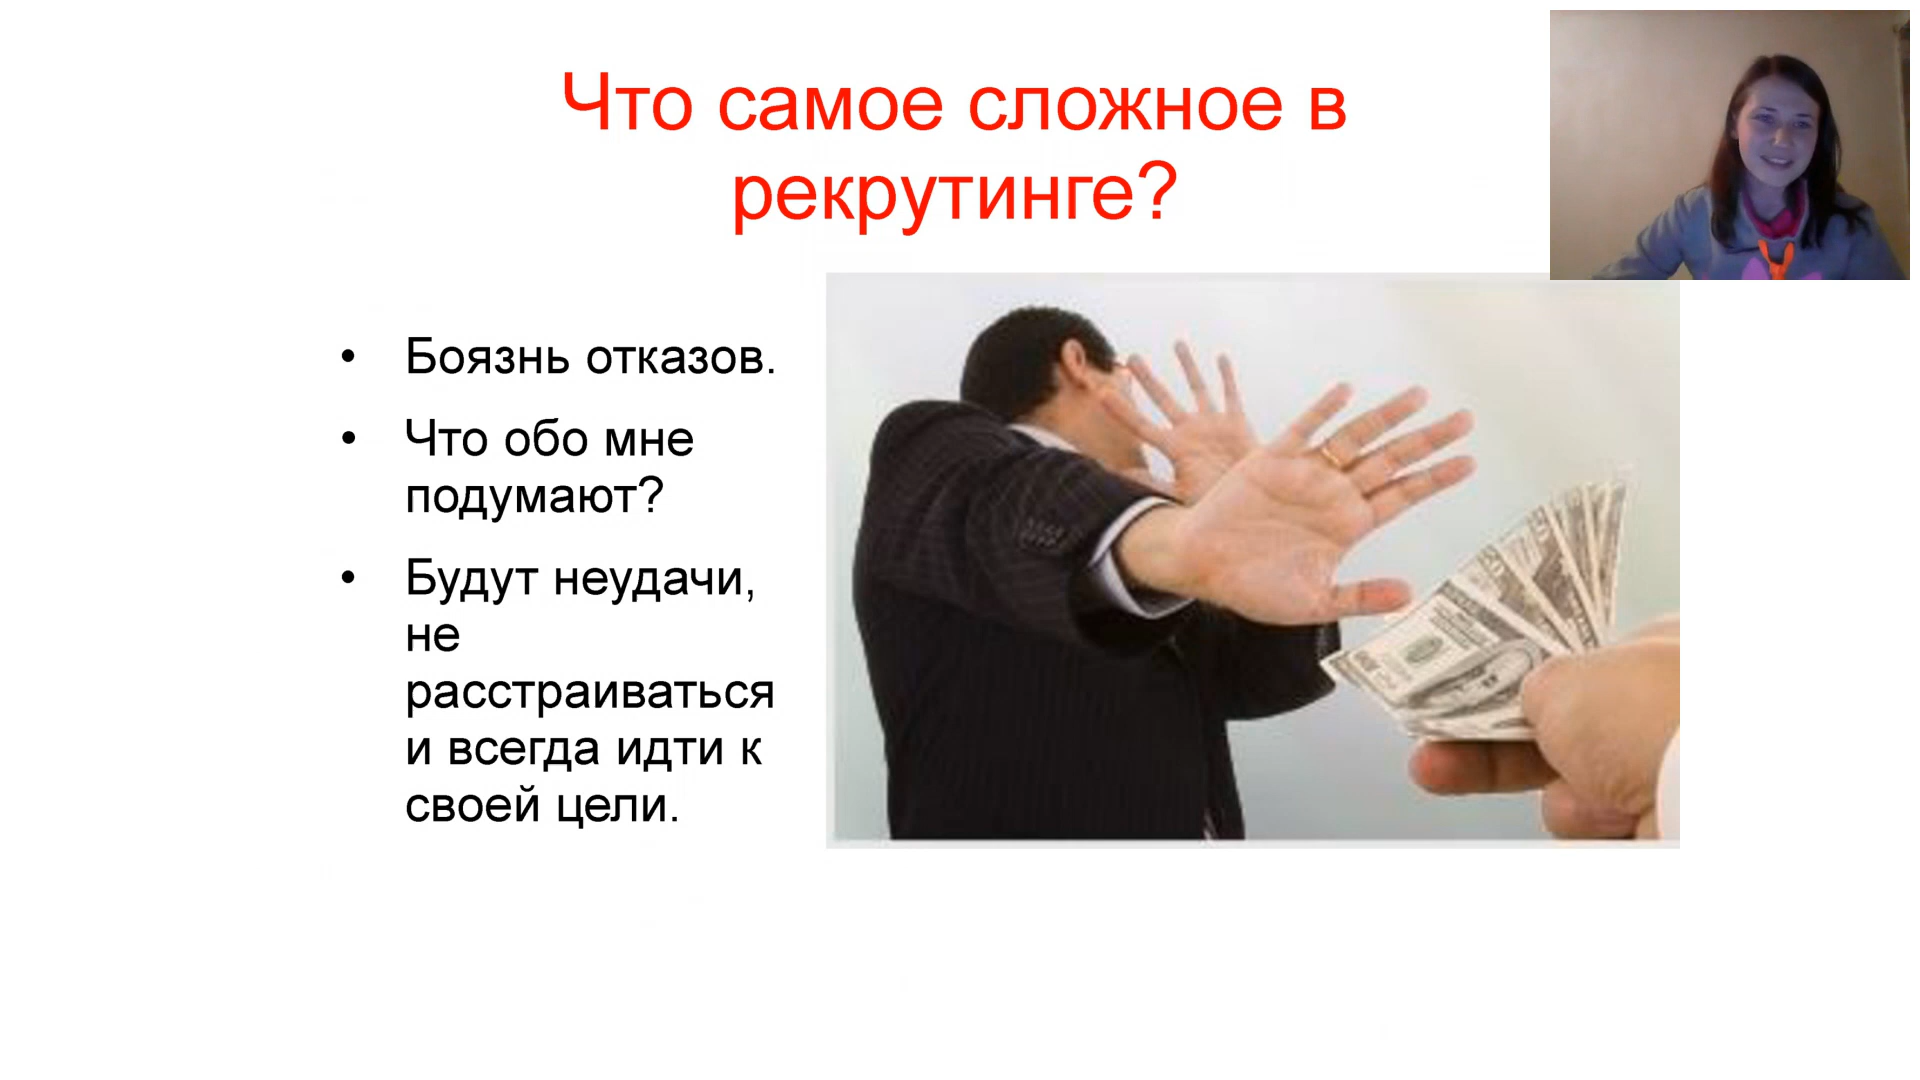 Что самое сложное в
рекрутинге?
• Боязнь отказов.
• Что обо мне
подумают?
• Будут неудачи,
не
расстраиваться
и всегда идти к
своей цели.